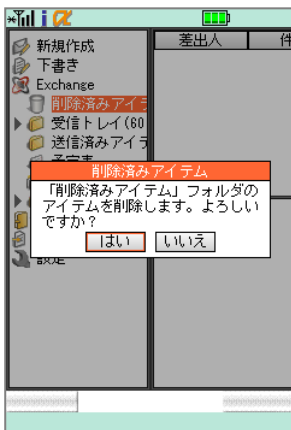 新規作成
差出人
件
下書き
Exchange
削除済みアイテ
受信トレイ(60
送信済みアイテ
予定表
削除済みアイテム
「削除済みアイテム」フォルダの
アイテムを削除します。よろしい
ですか？
はい
いいえ
設定